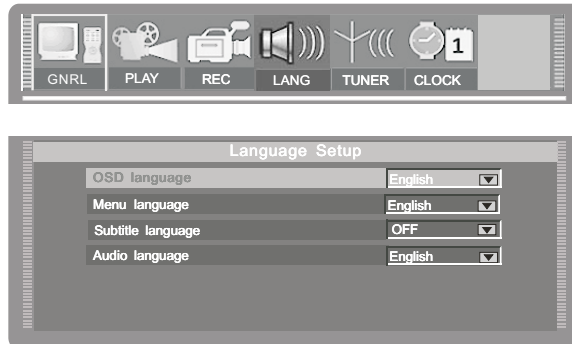 1
GNRL PLAY REC LANG TUNER CLOCK
Language Setup
OSD language English
Menu language English
Subtitle language OFF
Audio language English